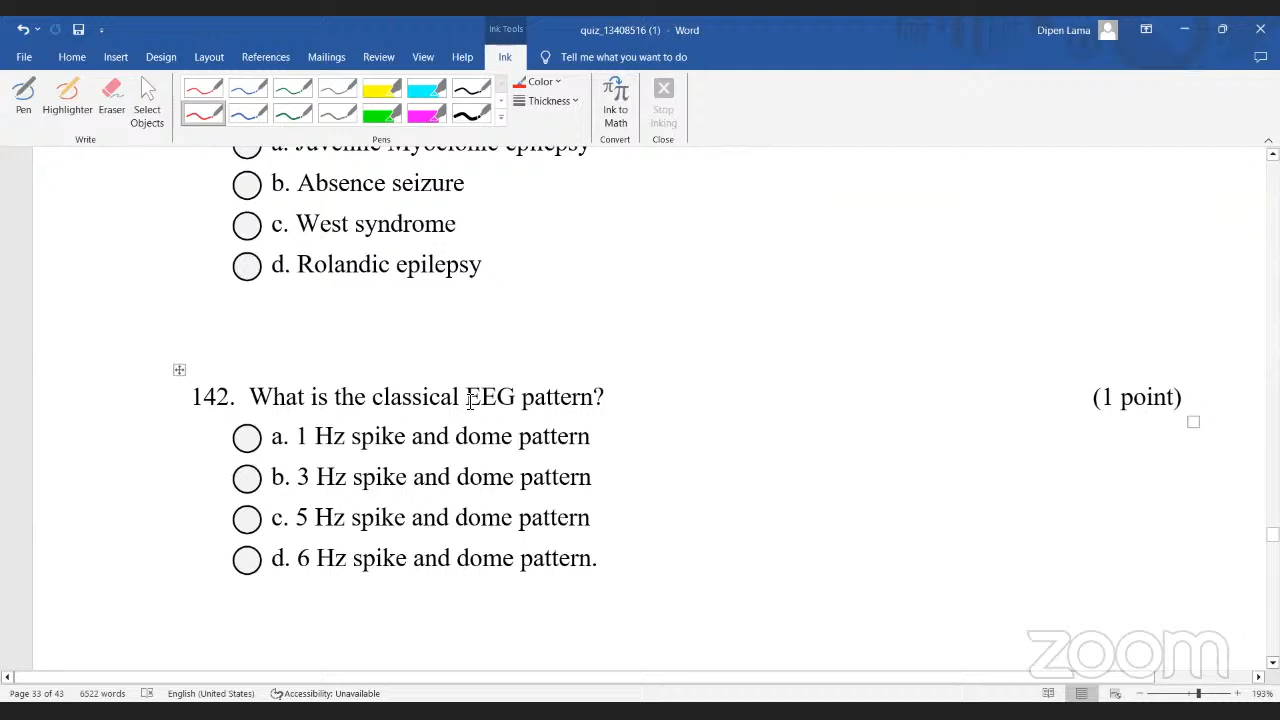 quiz_13408516 (1) - Word
Ink Tools
Dipen Lama
File Home Insert Design Layout References Mailings Review View Help Ink Tell me what you want to do
Pen Highlighter Eraser Select Objects
Color
Thickness
Ink to Math
Stop Inking
Write Pens Convert Close
a. Juvenile Myoclonic epilepsy
b. Absence seizure
c. West syndrome
d. Rolandic epilepsy
142. What is the classical EEG pattern? (1 point)
a. 1 Hz spike and dome pattern
b. 3 Hz spike and dome pattern
c. 5 Hz spike and dome pattern
d. 6 Hz spike and dome pattern.
zoom
Page 33 of 43 6522 words English (United States) Accessibility: Unavailable 193%